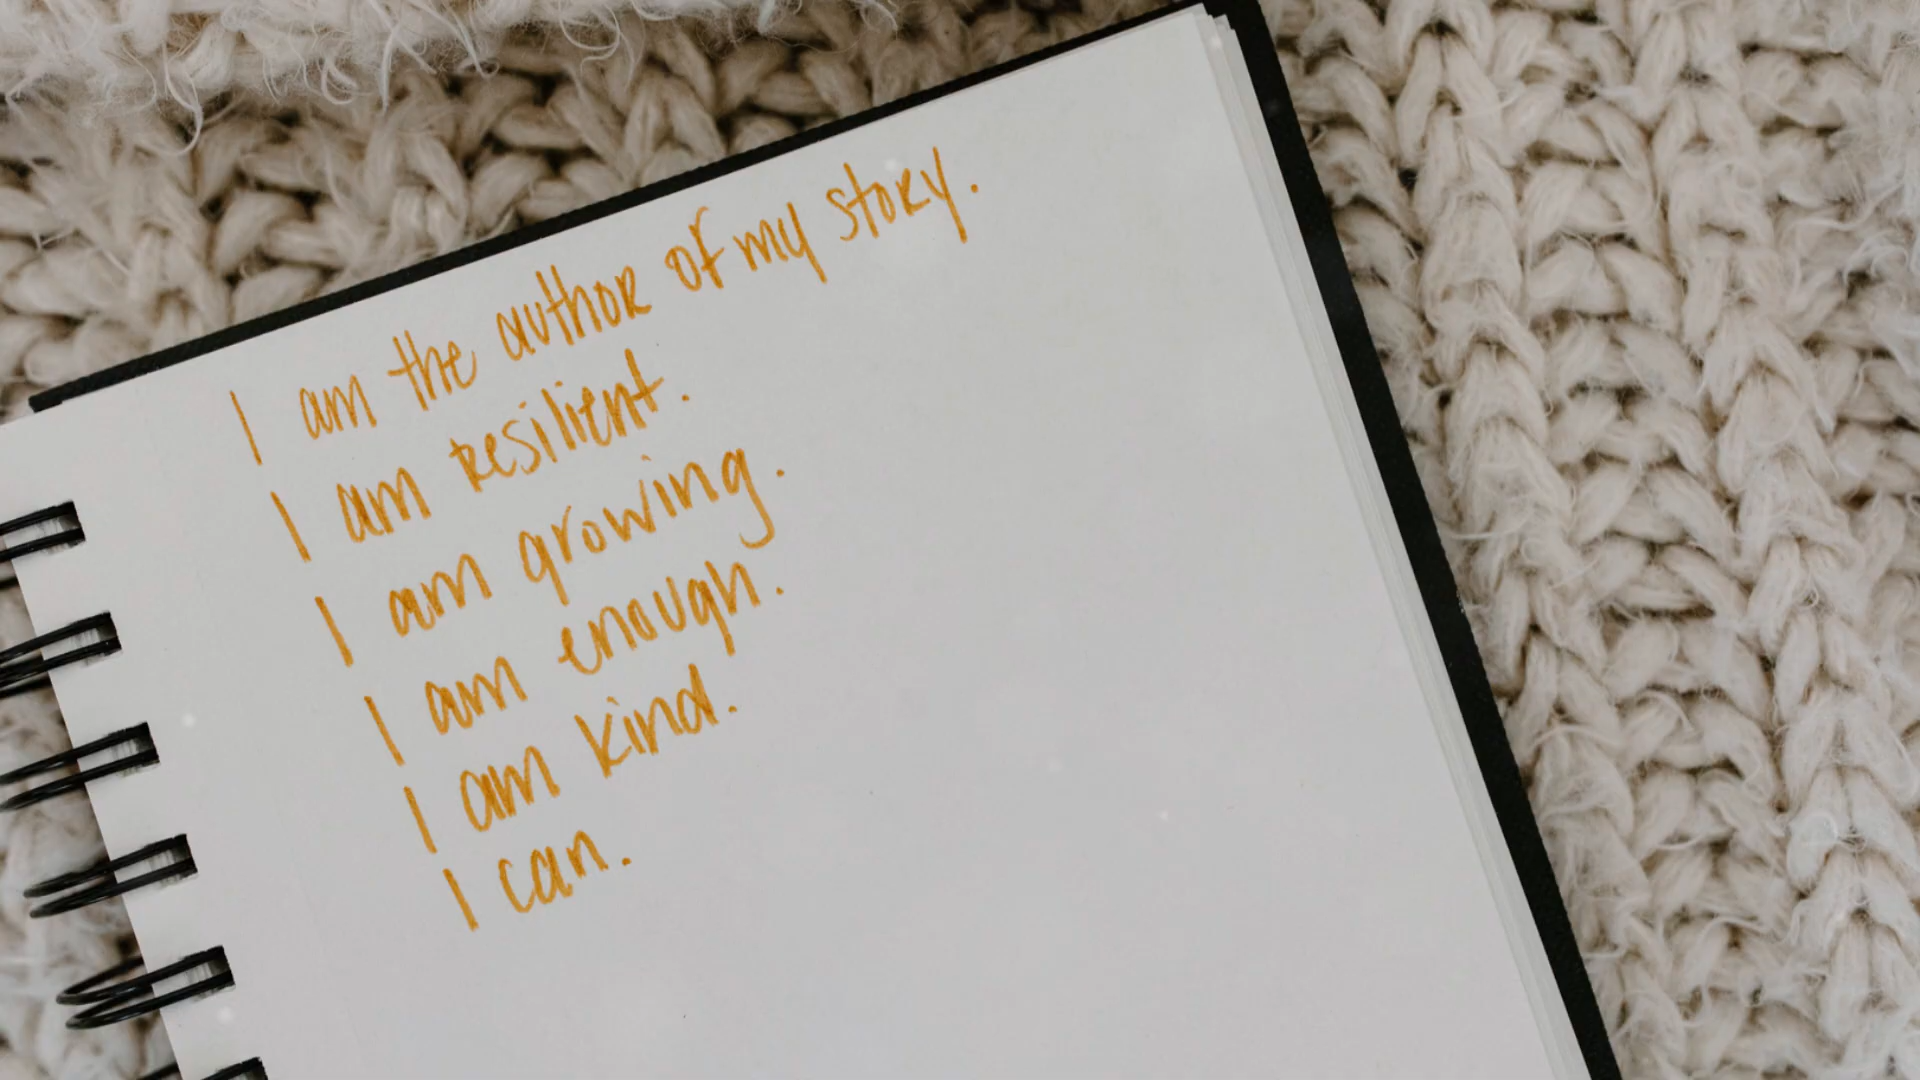 I am the author of my story.
I am resilient.
I am growing.
I am enough.
I am kind.
I can.